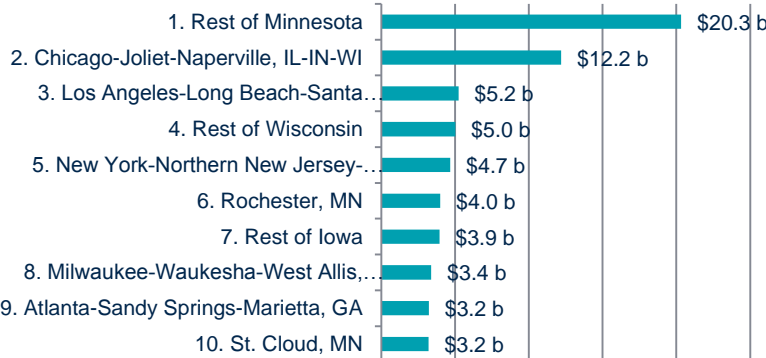 1. Rest of Minnesota $20.3 b
2. Chicago-Joliet-Naperville, IL-IN-WI $12.2 b
3. Los Angeles-Long Beach-Santa… $5.2 b
4. Rest of Wisconsin $5.0 b
5. New York-Northern New Jersey-… $4.7 b
6. Rochester, MN $4.0 b
7. Rest of Iowa $3.9 b
8. Milwaukee-Waukesha-West Allis,… $3.4 b
9. Atlanta-Sandy Springs-Marietta, GA $3.2 b
10. St. Cloud, MN $3.2 b